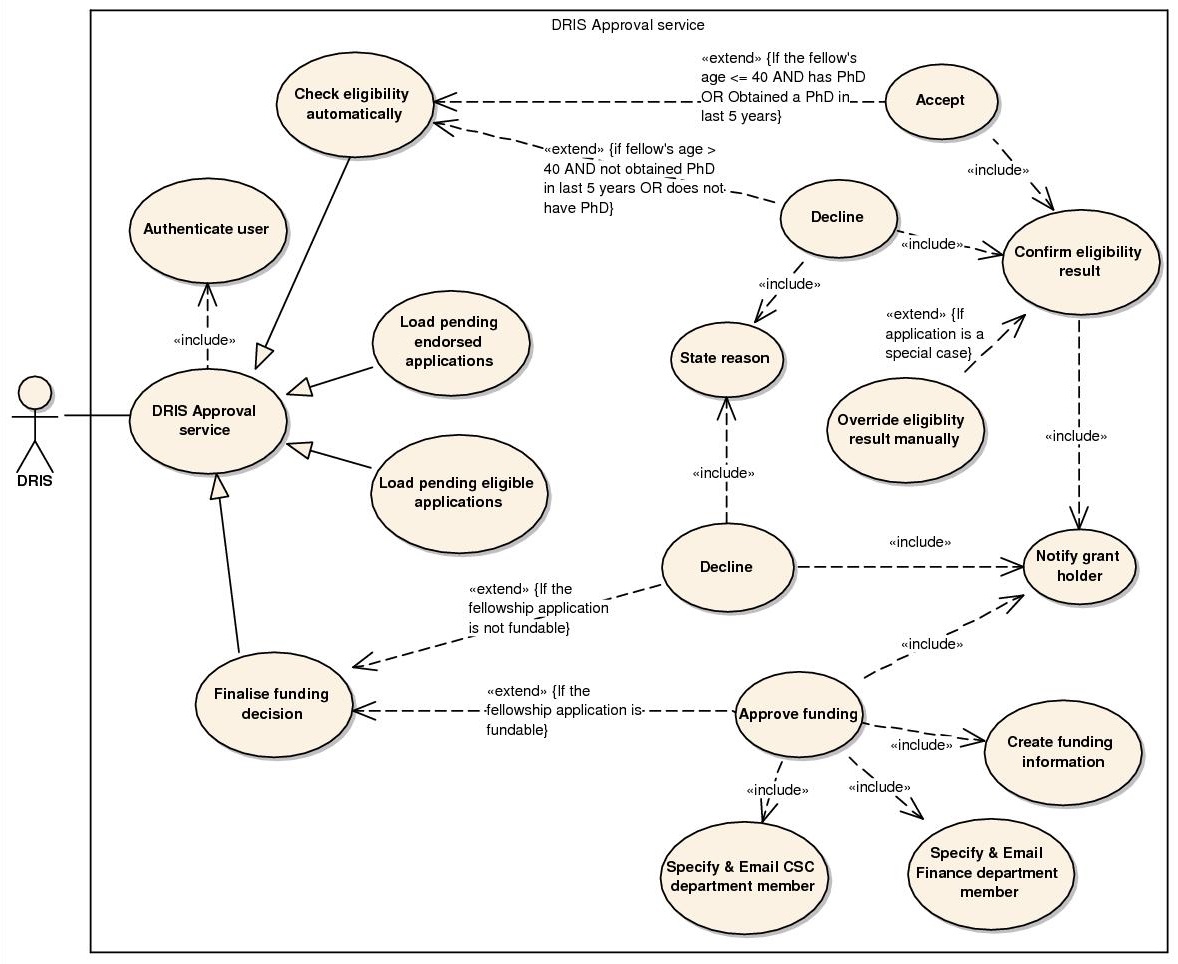 DRIS Approval service
Check eligibility
automatically
«extend» {If the fellow's
age <= 40 AND has PhD
OR Obtained a PhD in
last 5 years}
Accept
«extend» {if fellow's age >
40 AND not obtained PhD
in last 5 years OR does not
have PhD}
«include»
Authenticate user
Decline
«include»
Confirm eligibility
result
«include»
«include»
Load pending
endorsed
applications
State reason
«extend» {If
application is a
special case}
DRIS Approval
service
DRIS
Override eligiblity
result manually
«include»
Load pending eligible
applications
«include»
Decline
«include»
Notify grant
holder
«extend» {If the
fellowship application
is not fundable}
«include»
Finalise funding
decision
«extend» {If the
fellowship application is
fundable}
Approve funding
«include»
Create funding
information
«include»
«include»
Specify & Email CSC
department member
Specify & Email
Finance department
member